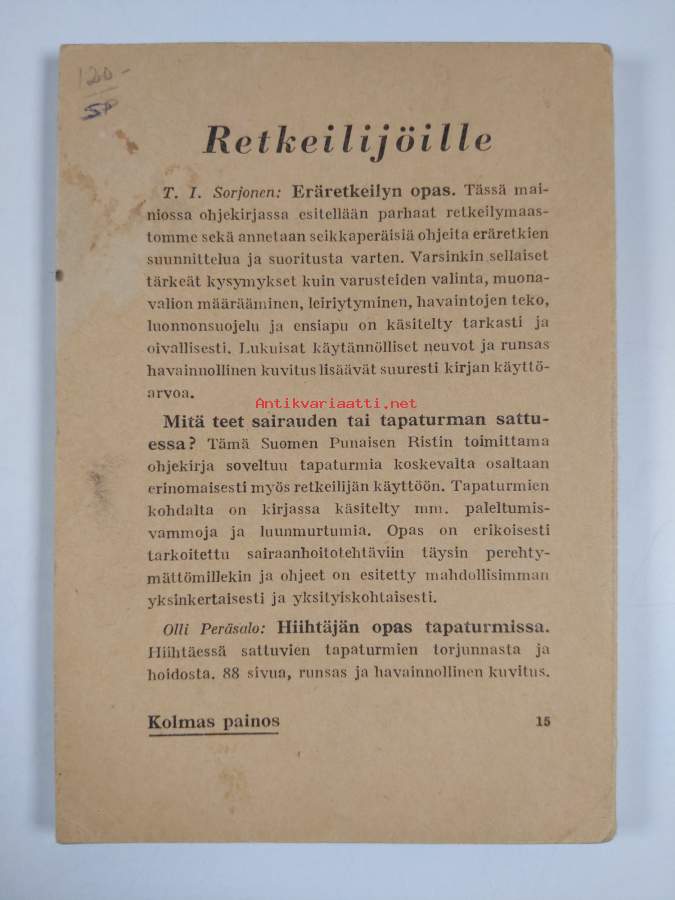 120-
50
Retkeilijöille
T. I. Sorjonen: Eräretkeilyn opas. Tässä mai-
niossa ohjekirjassa esitellään parhaat retkeilymaas-
tomme sekä annetaan seikkaperäisiä ohjeita eräretkien
suunnittelua ja suoritusta varten. Varsinkin sellaiset
tärkeät kysymykset kuin varusteiden valinta, muona-
valion määrääminen, leiriytyminen, havaintojen teko,
luonnonsuojelu ja ensiapu on käsitelty tarkasti ja
oivallisesti. Lukuisat käytännölliset neuvot ja runsas
havainnollinen kuvitus lisäävät suuresti kirjan käyttö-
arvoa.
Antikvariaatti.net
Mitä teet sairauden tai tapaturman sattu-
essa? Tämä Suomen Punaisen Ristin toimittama
ohjekirja soveltuu tapaturmia koskevalta osaltaan
erinomaisesti myös retkeilijän käyttöön. Tapaturmien
kohdalta on kirjassa käsitelty mm. paleltumis-
vammoja ja luunmurtumia. Opas on erikoisesti
tarkoitettu sairaanhoitotehtäviin täysin perehty-
mättömillekin ja ohjeet on esitetty mahdollisimman
yksinkertaisesti ja yksityiskohtaisesti.
Olli Peräsalo: Hiihtäjän opas tapaturmissa.
Hiihtäessä sattuvien tapaturmien torjunnasta ja
hoidosta. 88 sivua, runsas ja havainnollinen kuvitus.
Kolmas painos 15